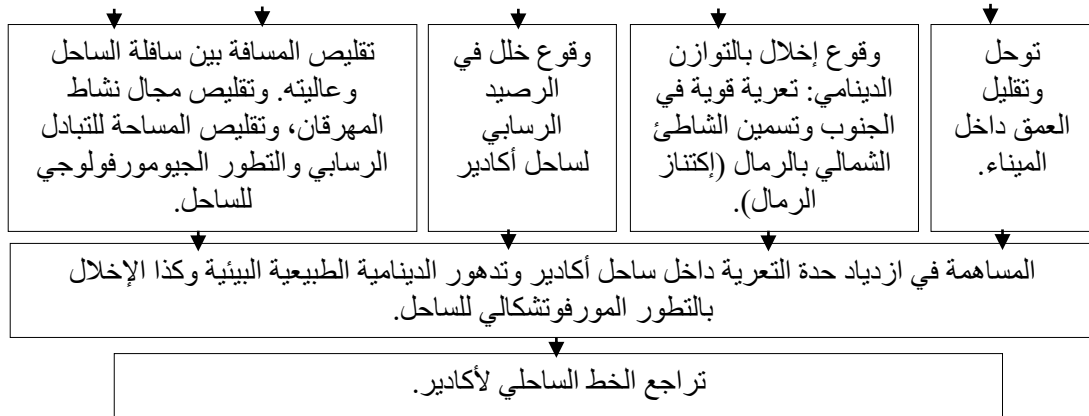 توحل
وتقليل
العمق داخل
الميناء.
وقوع إخلال بالتوازن
الدينامي: تعرية قوية في
الجنوب وتسمين الشاطئ
الشمالي بالرمال (إكتناز
الرمال).
وقوع خلل في
الرصيد
الرسابي
لساحل أكادير
تقليص المسافة بين سافلة الساحل
وعاليته. وتقليص مجال نشاط
المهرقان، وتقليص المساحة للتبادل
الرسابي والتطور الجيومورفولوجي
للساحل.
المساهمة في ازدياد حدة التعرية داخل ساحل أكادير وتدهور الدينامية الطبيعية البيئية وكذا الإخلال
بالتطور المورفوتشكالي للساحل.
تراجع الخط الساحلي لأكادير.